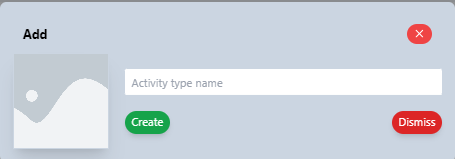 Add
×
Activity type name
Create
Dismiss